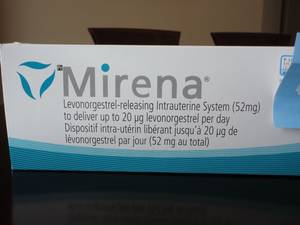 Mirena®
Levonorgestrel-releasing Intrauterine System (52mg)
to deliver up to 20 µg levonorgestrel per day
Dispositif intra-utérin libérant jusqu'à 20 µg de
lévonorgestrel par jour (52 mg au total)